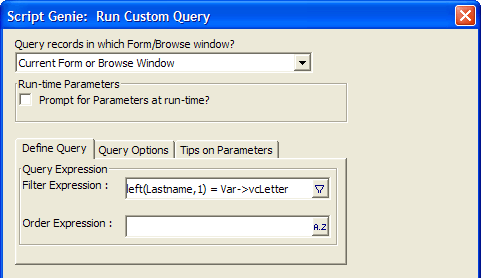 Script Genie:  Run Custom Query
Query records in which Form/Browse window?
Current Form or Browse Window
Run-time Parameters
Prompt for Parameters at run-time?
Define Query Query Options Tips on Parameters
Query Expression
Filter Expression : left(Lastname,1) = Var->vcLetter
Order Expression : A.Z